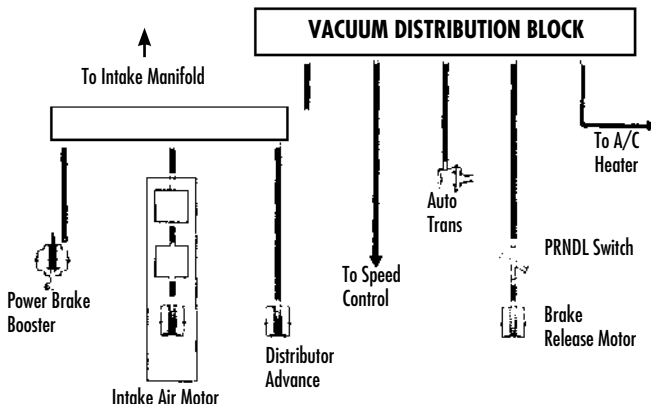 VACUUM DISTRIBUTION BLOCK
To Intake Manifold
To A/C
Heater
Auto
Trans
PRNDL Switch
To Speed
Control
Power Brake
Booster
Brake
Release Motor
Distributor
Advance
Intake Air Motor